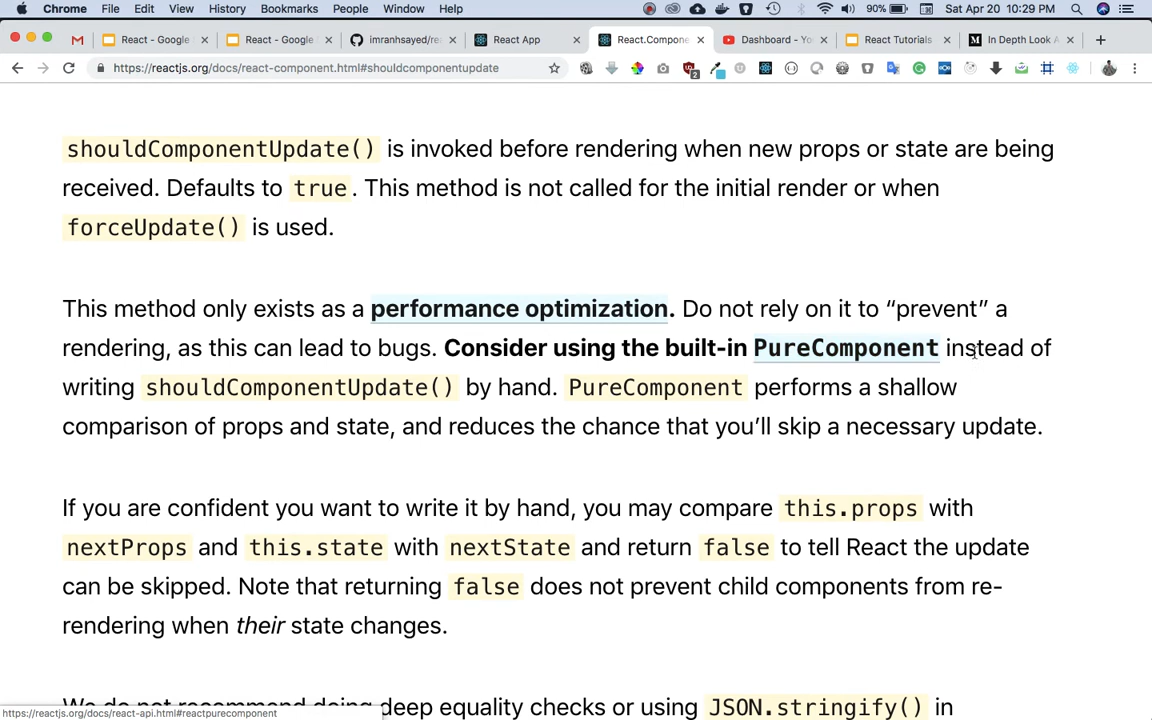 Chrome File Edit View History Bookmarks People Window Help 90% Sat Apr 20 10:29 PM
React - Google React - Google imranhsayed/rea React App React.Compone Dashboard - Yo React Tutorials In Depth Look A
https://reactjs.org/docs/react-component.html#shouldcomponentupdate
shouldComponentUpdate() is invoked before rendering when new props or state are being
received. Defaults to true. This method is not called for the initial render or when
forceUpdate() is used.
This method only exists as a performance optimization. Do not rely on it to “prevent” a
rendering, as this can lead to bugs. Consider using the built-in PureComponent instead of
writing shouldComponentUpdate() by hand. PureComponent performs a shallow
comparison of props and state, and reduces the chance that you’ll skip a necessary update.
If you are confident you want to write it by hand, you may compare this.props with
nextProps and this.state with nextState and return false to tell React the update
can be skipped. Note that returning false does not prevent child components from re-
rendering when their state changes.
We do not recommend doing deep equality checks or using JSON.stringify() in
https://reactjs.org/docs/react-api.html#reactpurecomponent